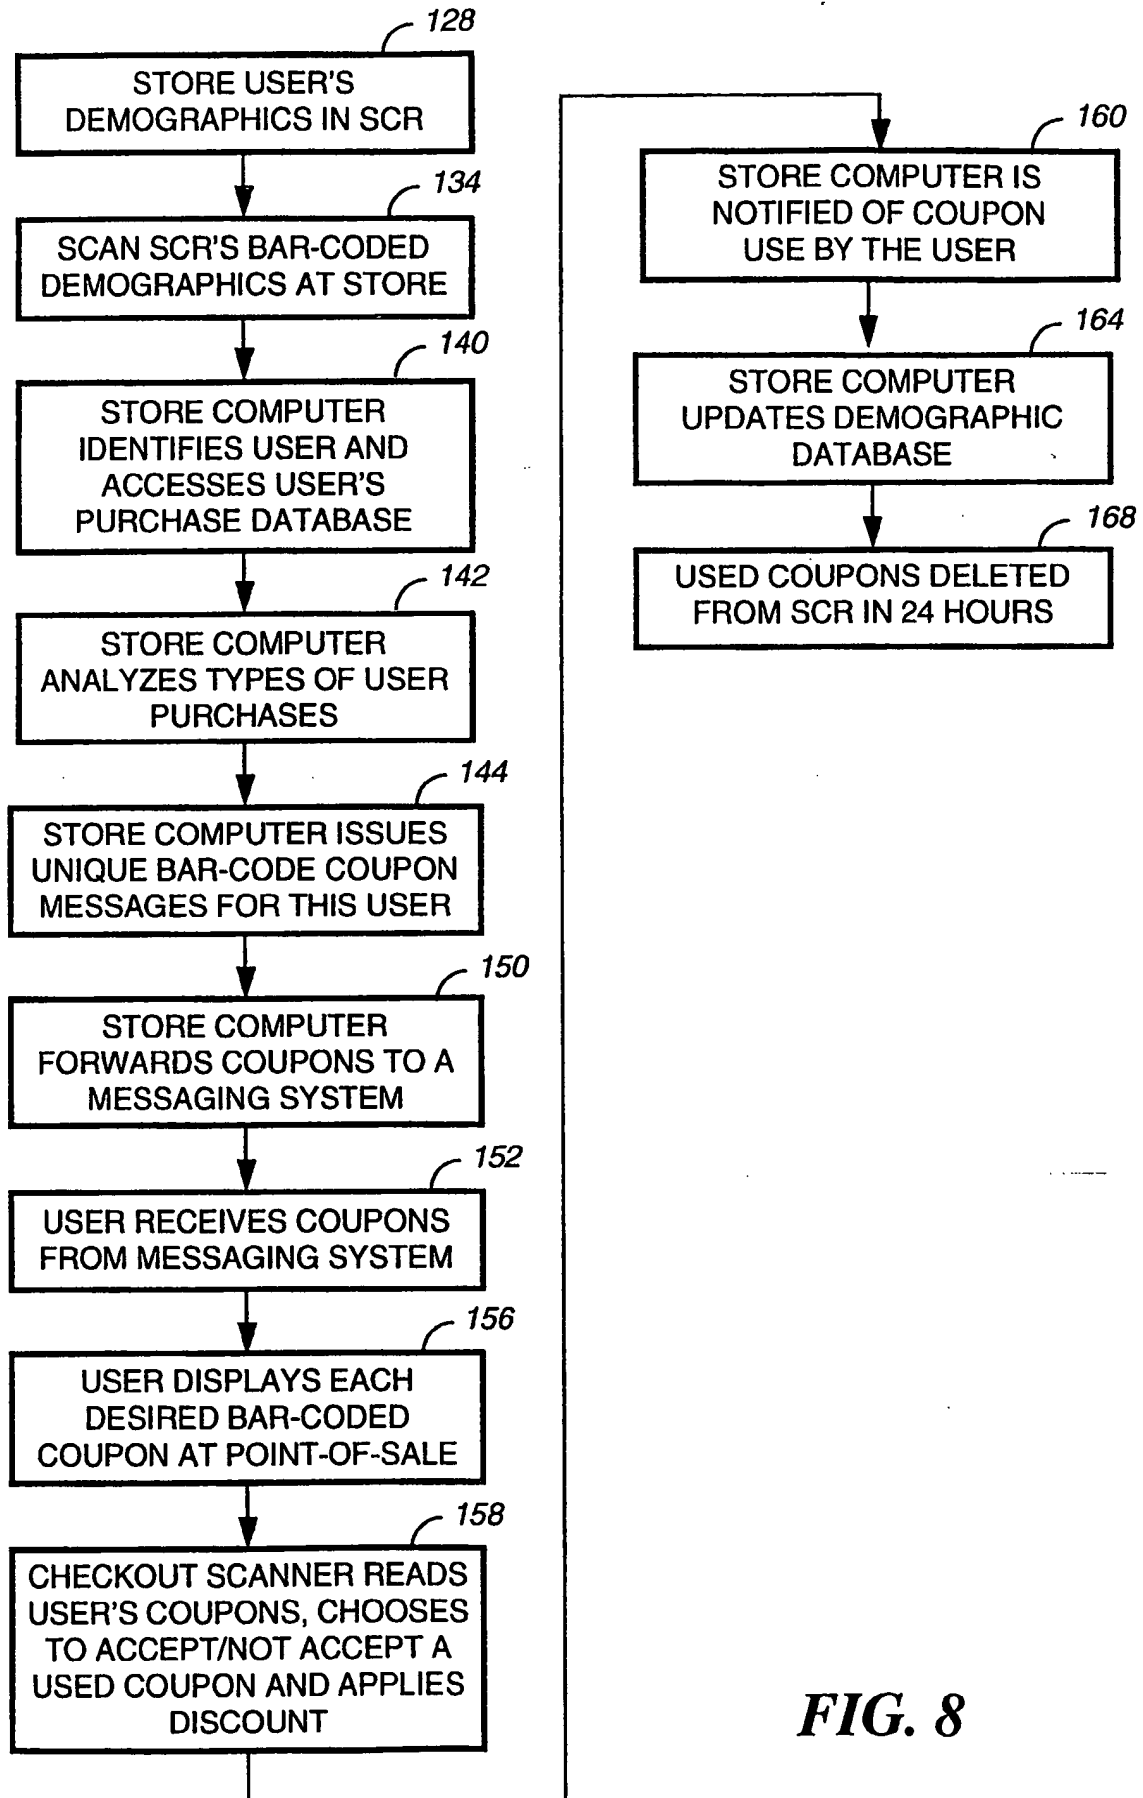 128
STORE USER'S
DEMOGRAPHICS IN SCR
134
SCAN SCR'S BAR-CODED
DEMOGRAPHICS AT STORE
140
STORE COMPUTER
IDENTIFIES USER AND
ACCESSES USER'S
PURCHASE DATABASE
142
STORE COMPUTER
ANALYZES TYPES OF USER
PURCHASES
144
STORE COMPUTER ISSUES
UNIQUE BAR-CODE COUPON
MESSAGES FOR THIS USER
150
STORE COMPUTER
FORWARDS COUPONS TO A
MESSAGING SYSTEM
152
USER RECEIVES COUPONS
FROM MESSAGING SYSTEM
156
USER DISPLAYS EACH
DESIRED BAR-CODED
COUPON AT POINT-OF-SALE
158
CHECKOUT SCANNER READS
USER'S COUPONS, CHOOSES
TO ACCEPT/NOT ACCEPT A
USED COUPON AND APPLIES
DISCOUNT
160
STORE COMPUTER IS
NOTIFIED OF COUPON
USE BY THE USER
164
STORE COMPUTER
UPDATES DEMOGRAPHIC
DATABASE
168
USED COUPONS DELETED
FROM SCR IN 24 HOURS
FIG. 8